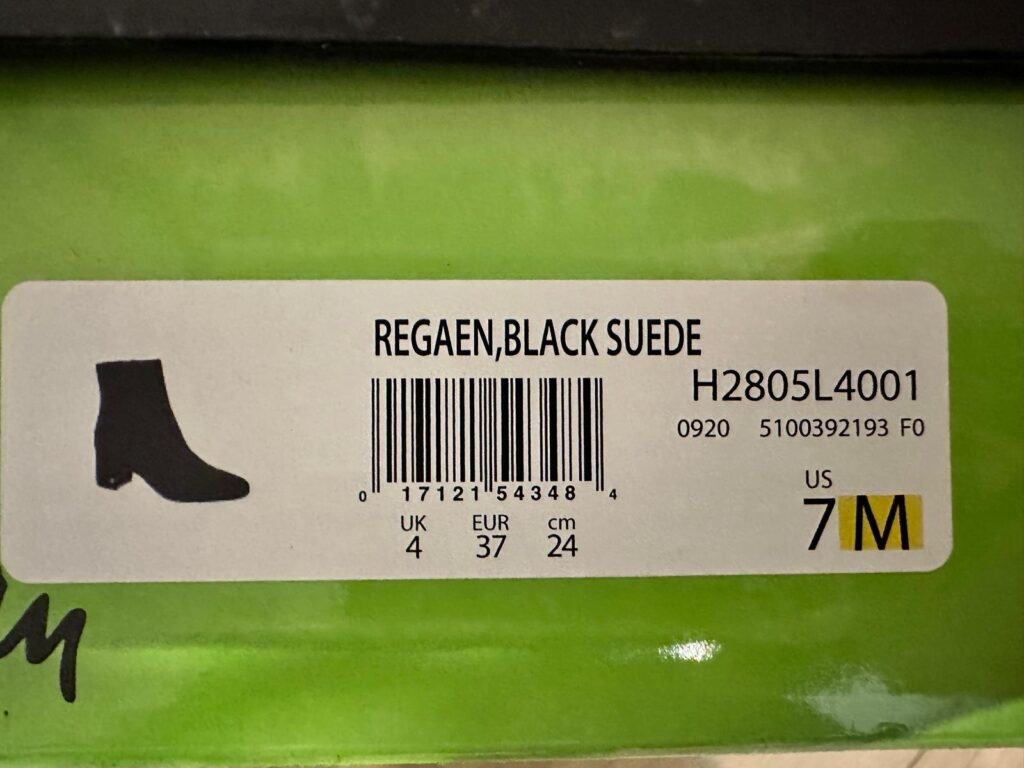 REGAEN,BLACK SUEDE
H2805L4001
0920 5100392193 F0
0 17121 54348 4
UK EUR cm
4 37 24
US
7 M